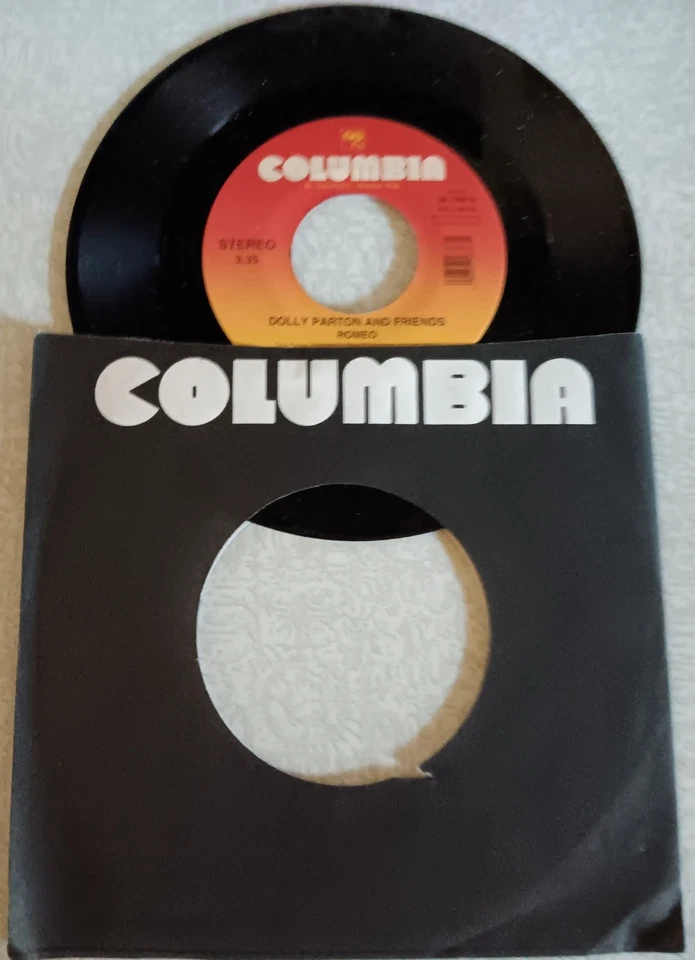 COLUMBIA
STEREO
3:35
DOLLY PARTON AND FRIENDS
ROMEO
COLUMBIA